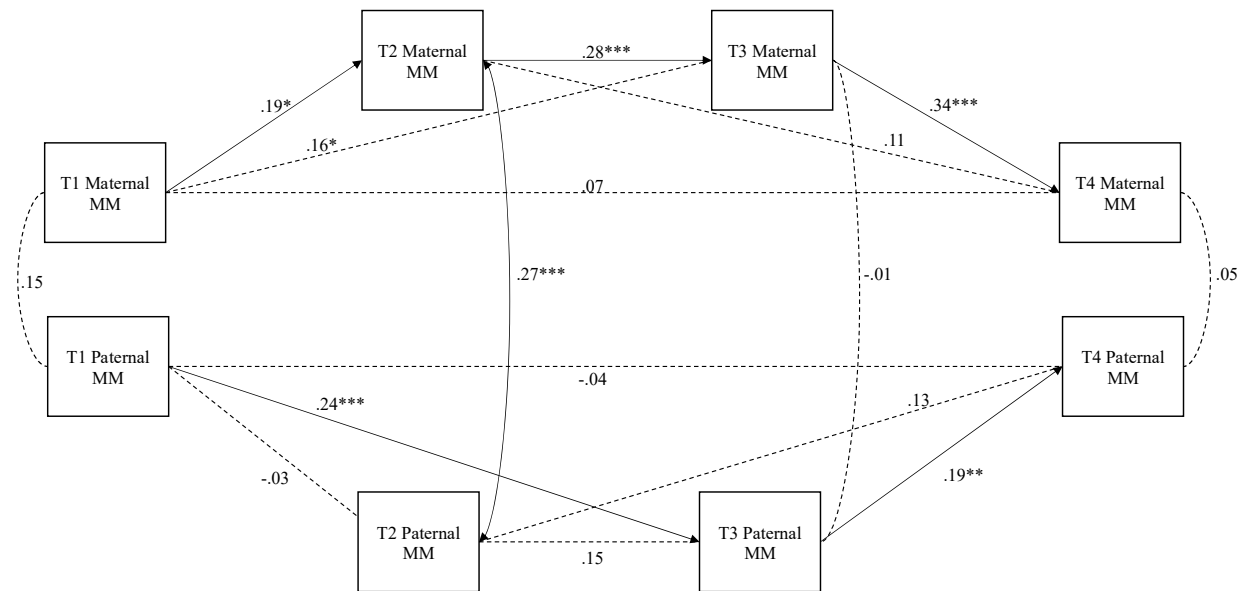 T2 Maternal
MM
.28***
T3 Maternal
MM
.19*
.34***
.16*
.11
T1 Maternal
MM
.07
T4 Maternal
MM
.15
.27***
-.01
.05
T1 Paternal
MM
T4 Paternal
MM
-.04
.24***
.13
-.03
.19**
T2 Paternal
MM
.15
T3 Paternal
MM